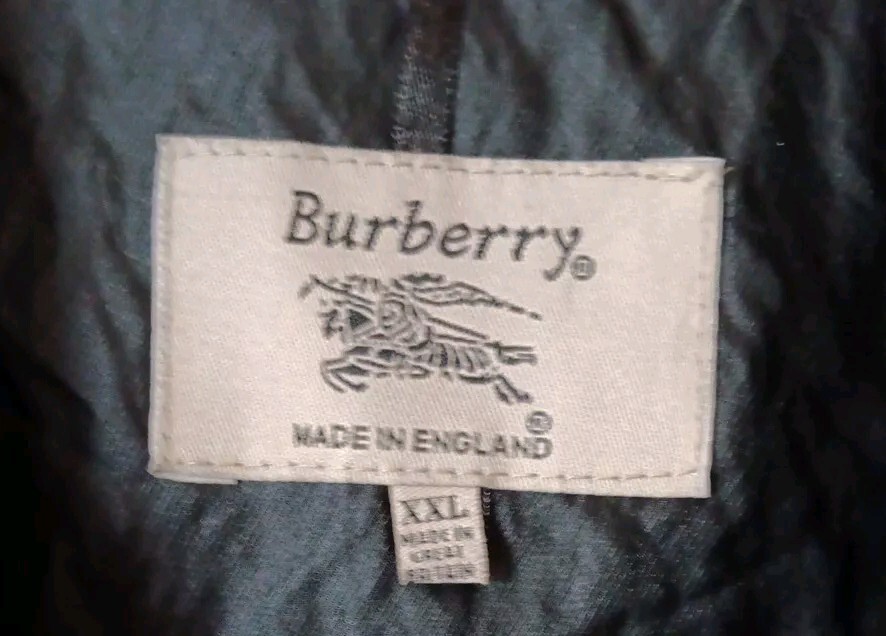 Burberry®
®
MADE IN ENGLAND
XXL
MADE IN
GREAT
BRITAIN